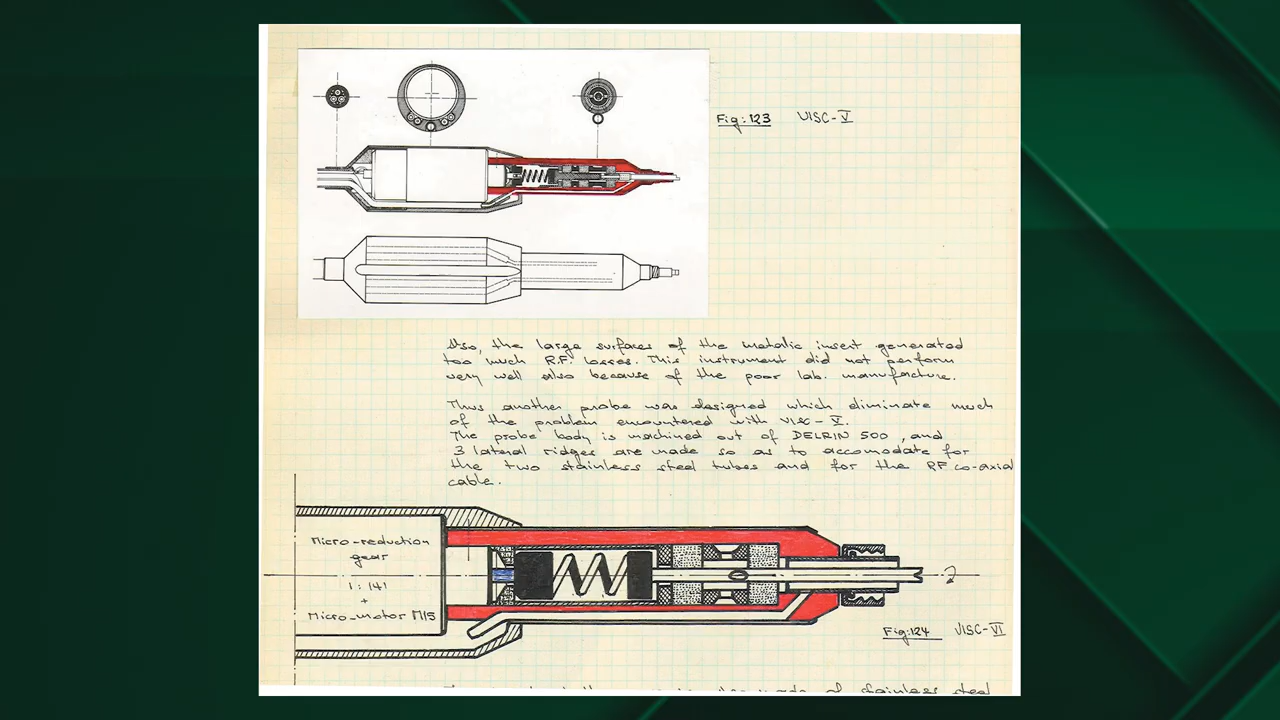 Fig:123 VISC-V
Also, the large surfaces of the metalic insert generated
too much R.F. losses. This instrument did not perform
very well also because of the poor lab. manufacture.
Thus another probe was designed which eliminate much
of the problem encountered with VISC-V.
The probe body is machined out of DELRIN 500, and
3 lateral ridges are made so as to accomodate for
the two stainless steel tubes and for the RF co-axial
cable.
Micro-reduction
gear
1:141
+
Micro-motor M15
Fig:124 VISC-VI
of stainless steel